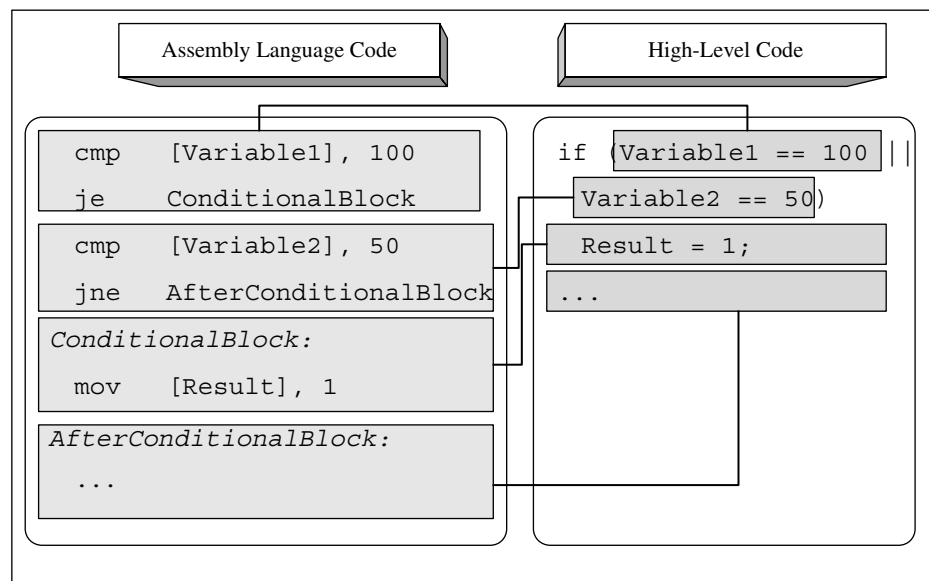 Assembly Language Code
High-Level Code
cmp [Variable1], 100
je ConditionalBlock
cmp [Variable2], 50
jne AfterConditionalBlock
ConditionalBlock:
mov [Result], 1
AfterConditionalBlock:
...
if (Variable1 == 100 ||
Variable2 == 50)
Result = 1;
...